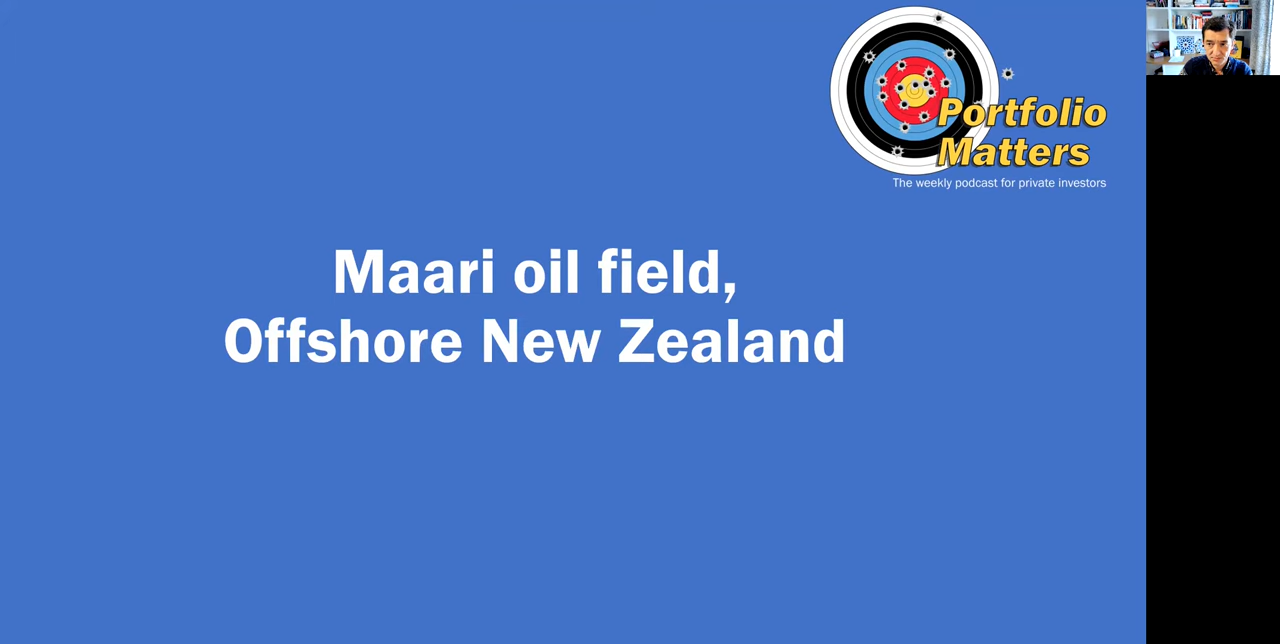 Portfolio
Matters
The weekly podcast for private investors
Maari oil field,
Offshore New Zealand